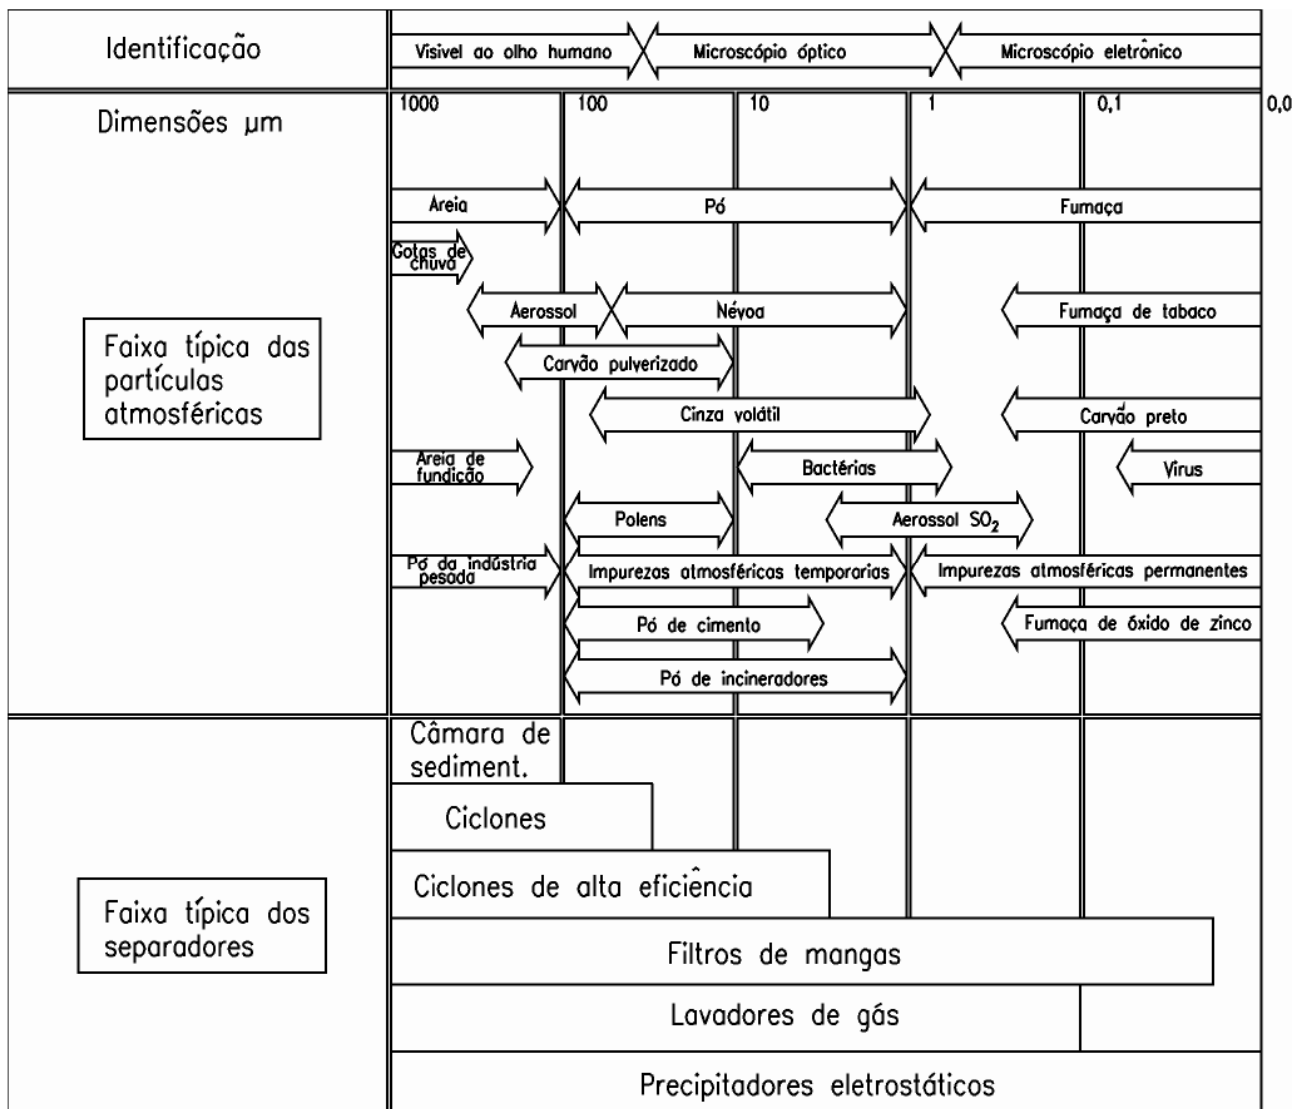 Identificação
Visivel ao olho humano
Microscópio óptico
Microscópio eletrônico
Dimensões µm
1000
100
10
1
0,1
0,0
Areia
Pó
Fumaça
Gotas de
chuva
Aerossol
Névoa
Fumaça de tabaco
Faixa típica das
partículas
atmosféricas
Carvão pulverizado
Cinza volátil
Carvão preto
Areia de
fundicão
Bactérias
Vírus
Polens
Aerossol SO₂
Pó da indústria
pesada
Impurezas atmosféricas temporarias
Impurezas atmosféricas permanentes
Pó de cimento
Fumaça de óxido de zinco
Pó de incineradores
Câmara de
sediment.
Ciclones
Ciclones de alta eficiência
Faixa típica dos
separadores
Filtros de mangas
Lavadores de gás
Precipitadores eletrostáticos